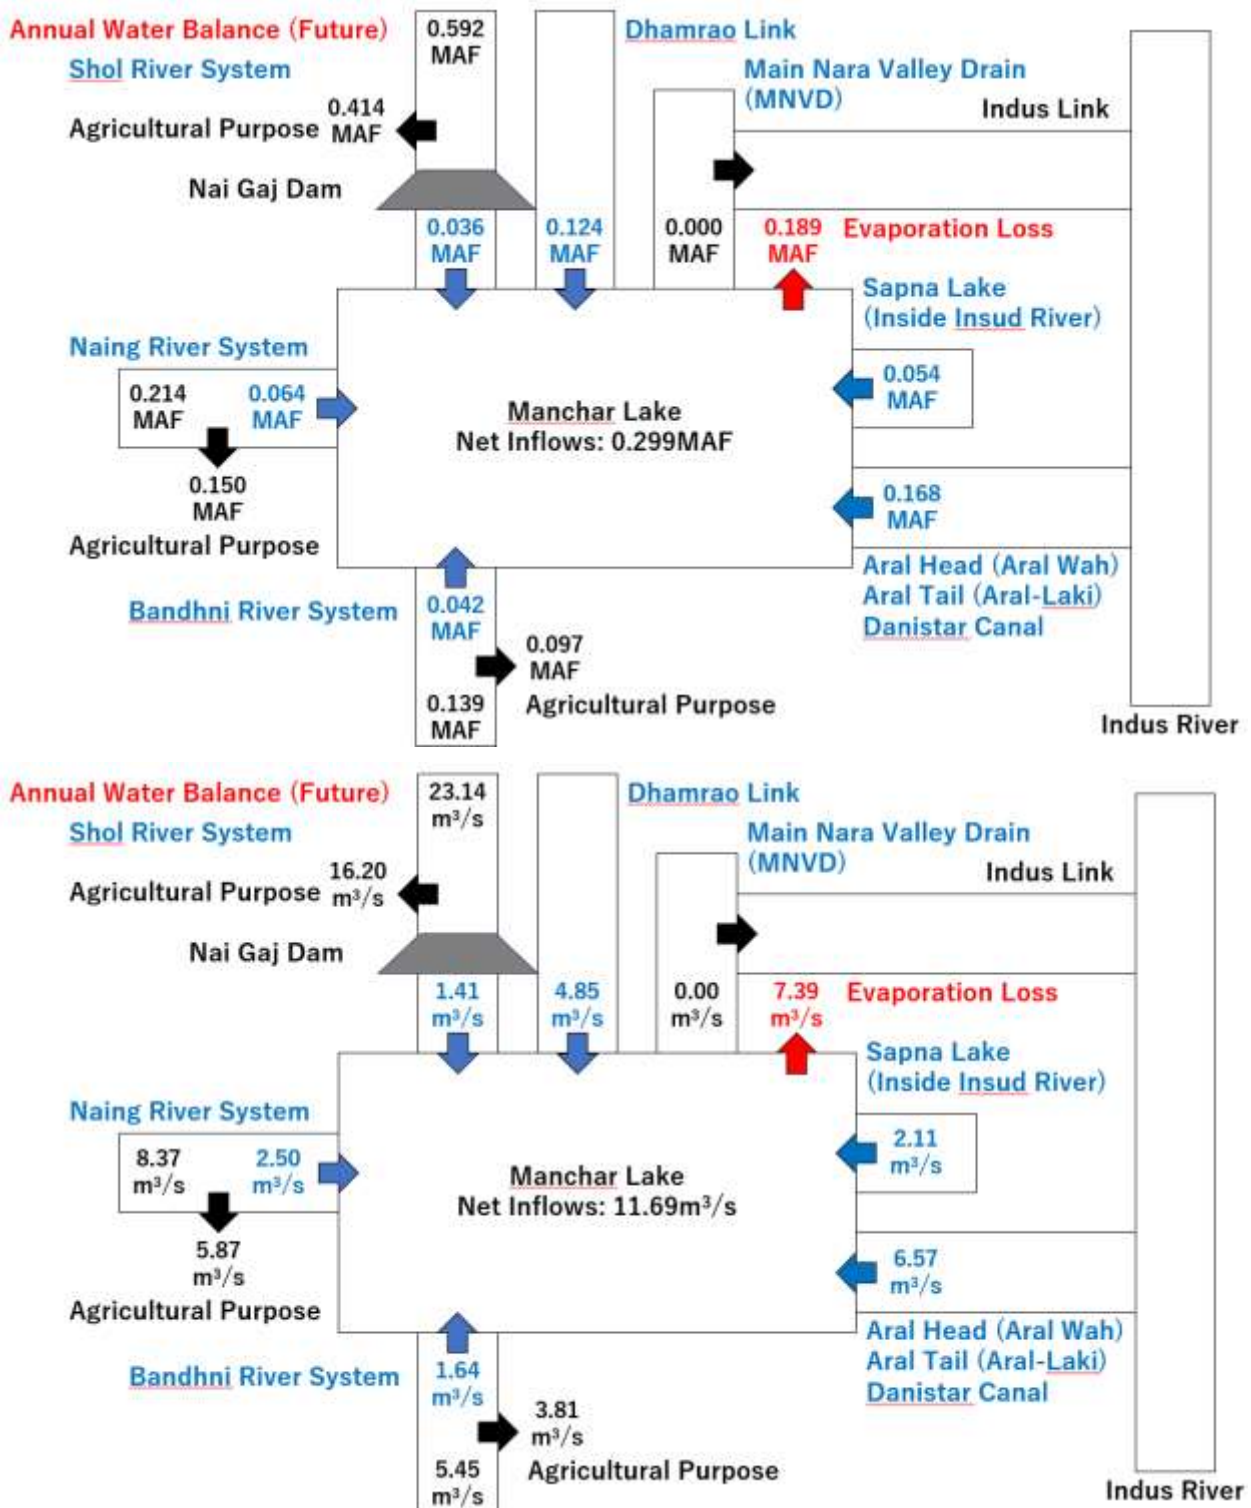 Annual Water Balance (Future)
Shol River System
0.592
MAF
Dhamrao Link
Main Nara Valley Drain
(MNVD)
Indus Link
Agricultural Purpose
0.414
MAF
Nai Gaj Dam
0.036
MAF
0.124
MAF
0.000
MAF
0.189
MAF
Evaporation Loss
Sapna Lake
(Inside Insud River)
Naing River System
0.214
MAF
0.064
MAF
Manchar Lake
Net Inflows: 0.299MAF
0.054
MAF
0.150
MAF
Agricultural Purpose
0.168
MAF
Aral Head (Aral Wah)
Aral Tail (Aral-Laki)
Danistar Canal
Bandhni River System
0.042
MAF
0.097
MAF
Agricultural Purpose
0.139
MAF
Indus River
Annual Water Balance (Future)
Shol River System
23.14
m³/s
Dhamrao Link
Main Nara Valley Drain
(MNVD)
Indus Link
Agricultural Purpose
16.20
m³/s
Nai Gaj Dam
1.41
m³/s
4.85
m³/s
0.00
m³/s
7.39
m³/s
Evaporation Loss
Sapna Lake
(Inside Insud River)
Naing River System
8.37
m³/s
2.50
m³/s
Manchar Lake
Net Inflows: 11.69m³/s
2.11
m³/s
5.87
m³/s
Agricultural Purpose
6.57
m³/s
Aral Head (Aral Wah)
Aral Tail (Aral-Laki)
Danistar Canal
Bandhni River System
1.64
m³/s
3.81
m³/s
Agricultural Purpose
5.45
m³/s
Indus River